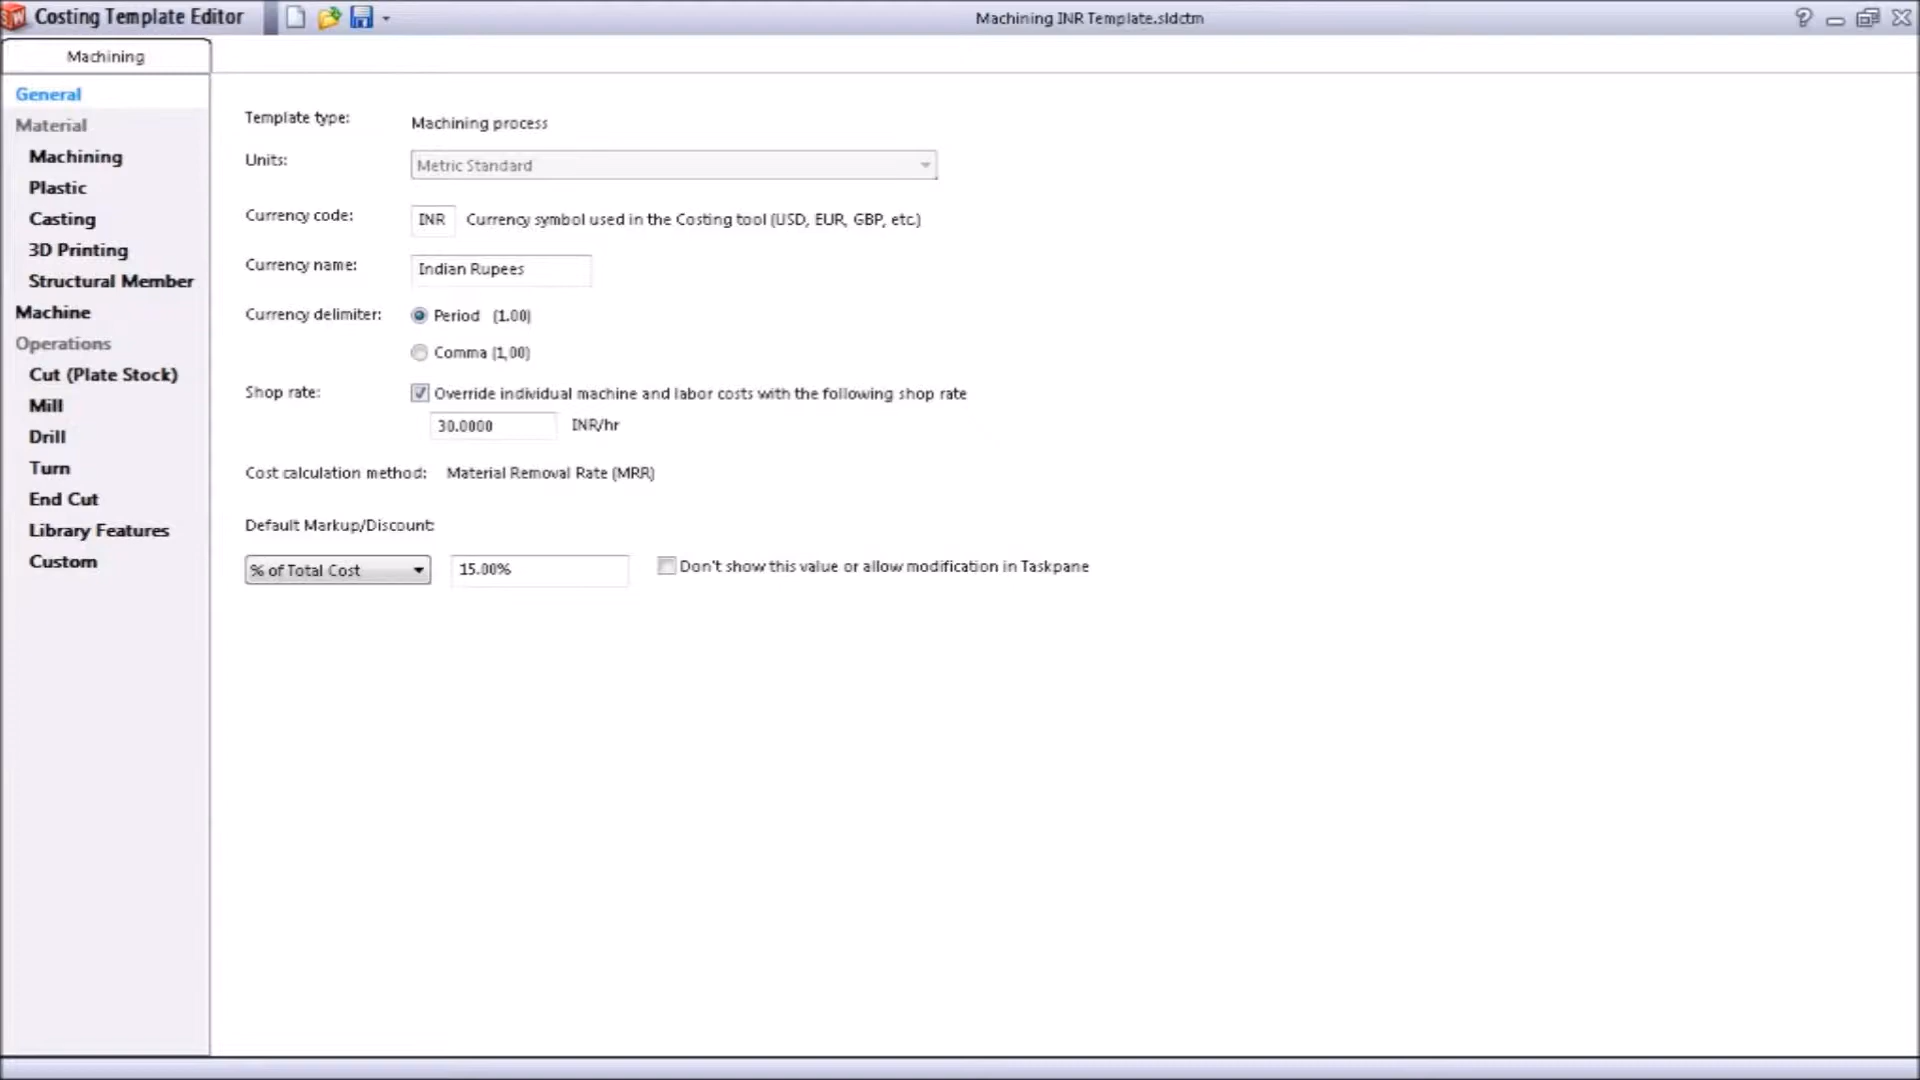 Costing Template Editor
Machining INR Template.sldctm
Machining
General
Material
Machining
Plastic
Casting
3D Printing
Structural Member
Machine
Operations
Cut (Plate Stock)
Mill
Drill
Turn
End Cut
Library Features
Custom
Template type: Machining process
Units: Metric Standard
Currency code: INR Currency symbol used in the Costing tool (USD, EUR, GBP, etc.)
Currency name: Indian Rupees
Currency delimiter: Period (1.00)
Comma (1,00)
Shop rate: Override individual machine and labor costs with the following shop rate
30.0000 INR/hr
Cost calculation method: Material Removal Rate (MRR)
Default Markup/Discount:
% of Total Cost 15.00% Don't show this value or allow modification in Taskpane